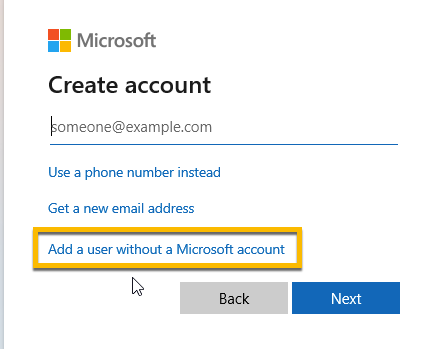 Microsoft
Create account
someone@example.com
Use a phone number instead
Get a new email address
Add a user without a Microsoft account
Back
Next